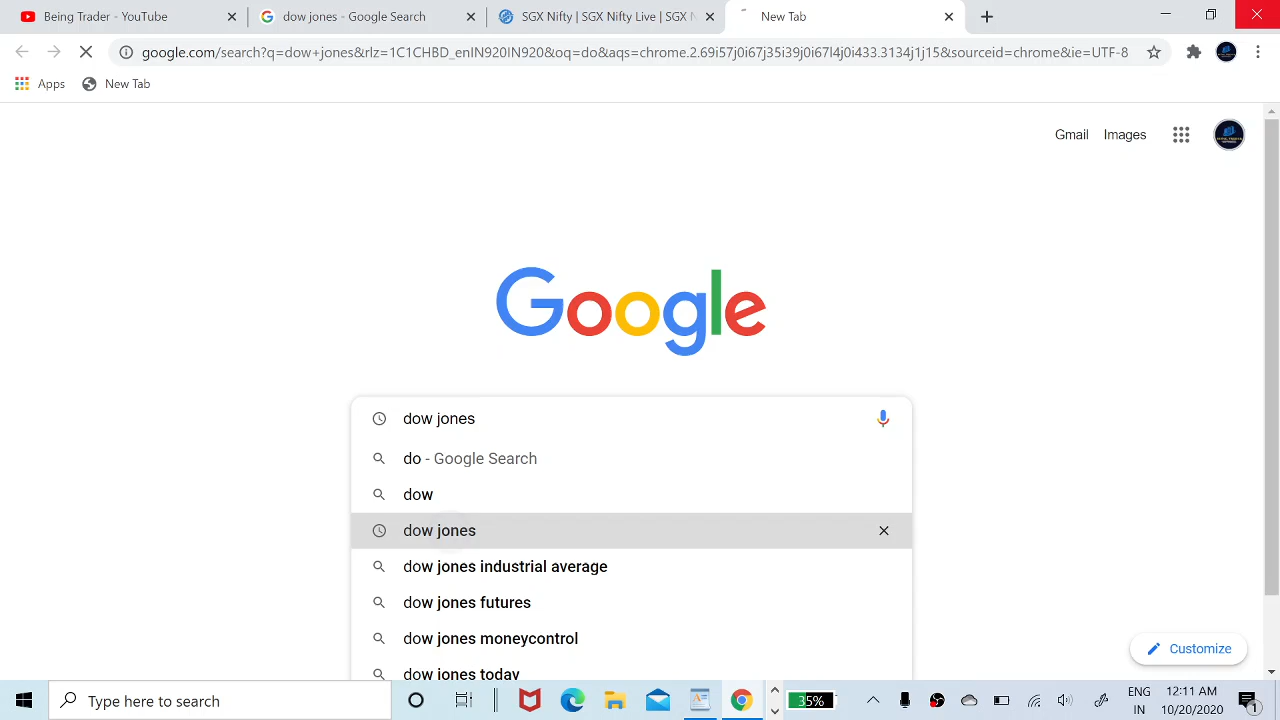 Being Trader - YouTube
dow jones - Google Search
SGX Nifty | SGX Nifty Live | SGX N
New Tab
google.com/search?q=dow+jones&rlz=1C1CHBD_enIN920IN920&oq=do&aqs=chrome.2.69i57j0i67j35i39j0i67l4j0i433.3134j1j15&sourceid=chrome&ie=UTF-8
Apps
New Tab
Gmail
Images
Google
dow jones
do - Google Search
dow
dow jones
dow jones industrial average
dow jones futures
dow jones moneycontrol
dow jones today
Customize
Type here to search
35%
ENG
IN
12:11 AM
10/20/2020
1